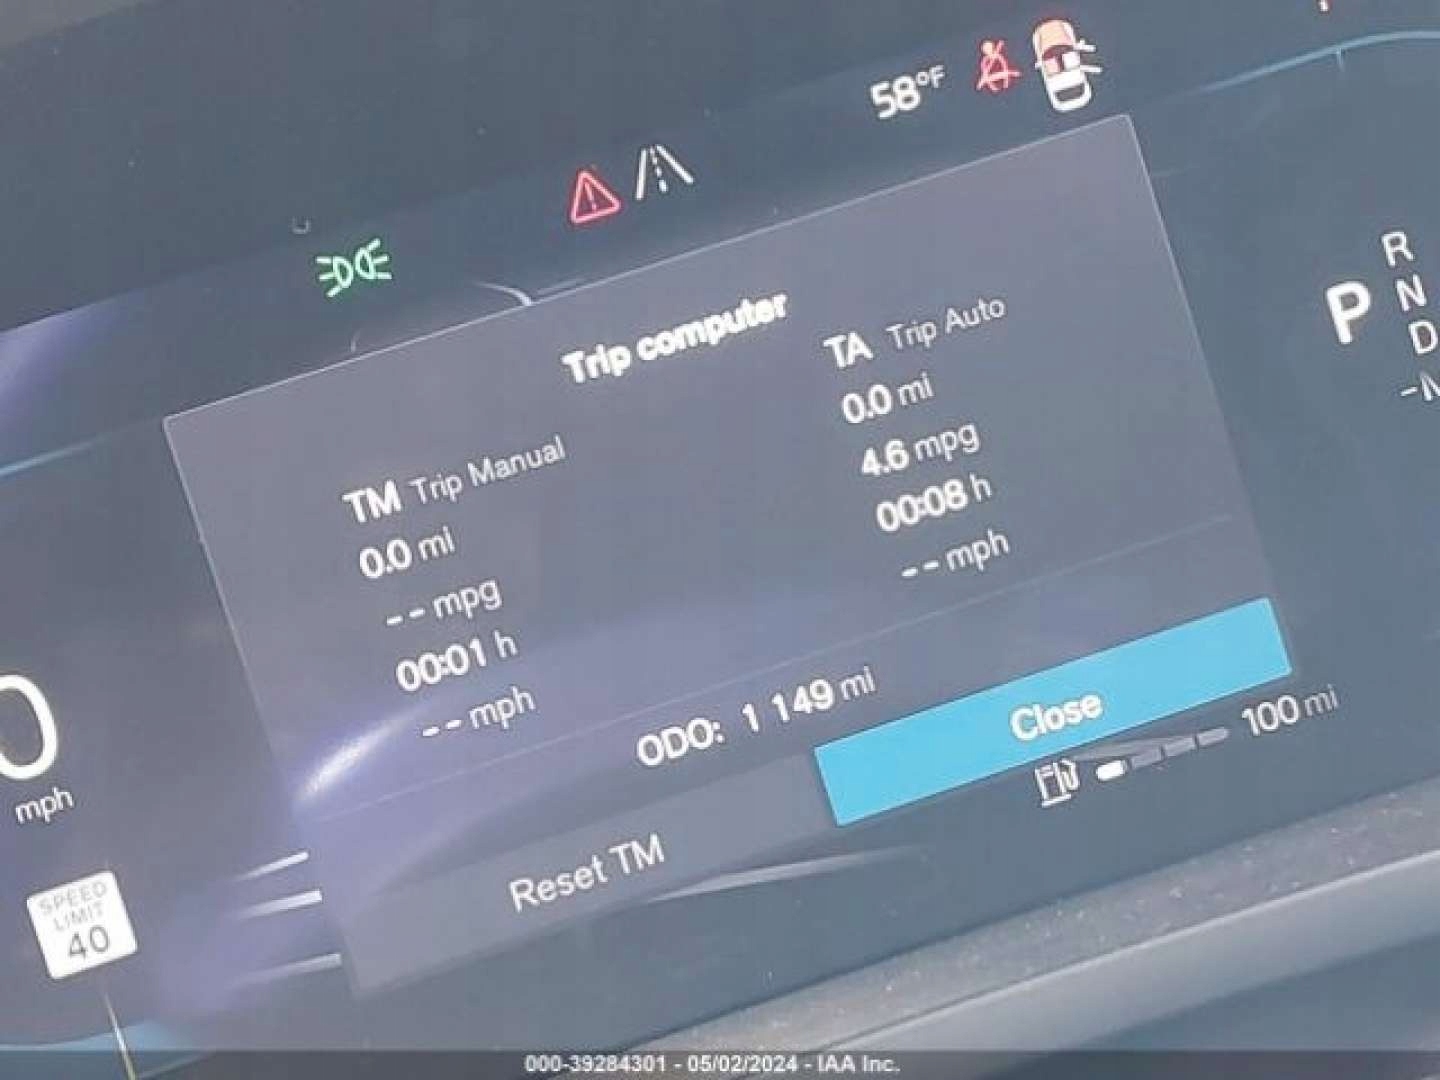 58°F
Trip computer
TM Trip Manual
0.0 mi
-- mpg
00:01 h
-- mph
TA Trip Auto
0.0 mi
4.6 mpg
00:08 h
-- mph
ODO: 1 149 mi
Reset TM
Close
100 mi
P
R
N
D
0
mph
SPEED
LIMIT
40
000-39284301 - 05/02/2024 - IAA Inc.